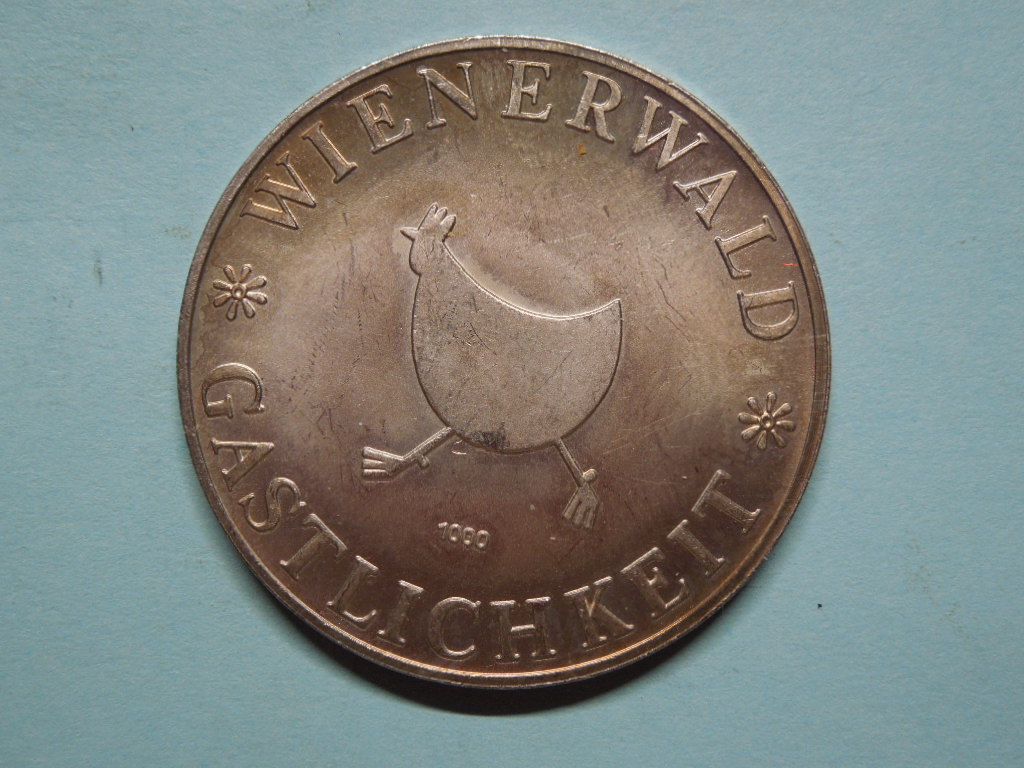 WIENERWALD
GASTLICHKEIT
1000